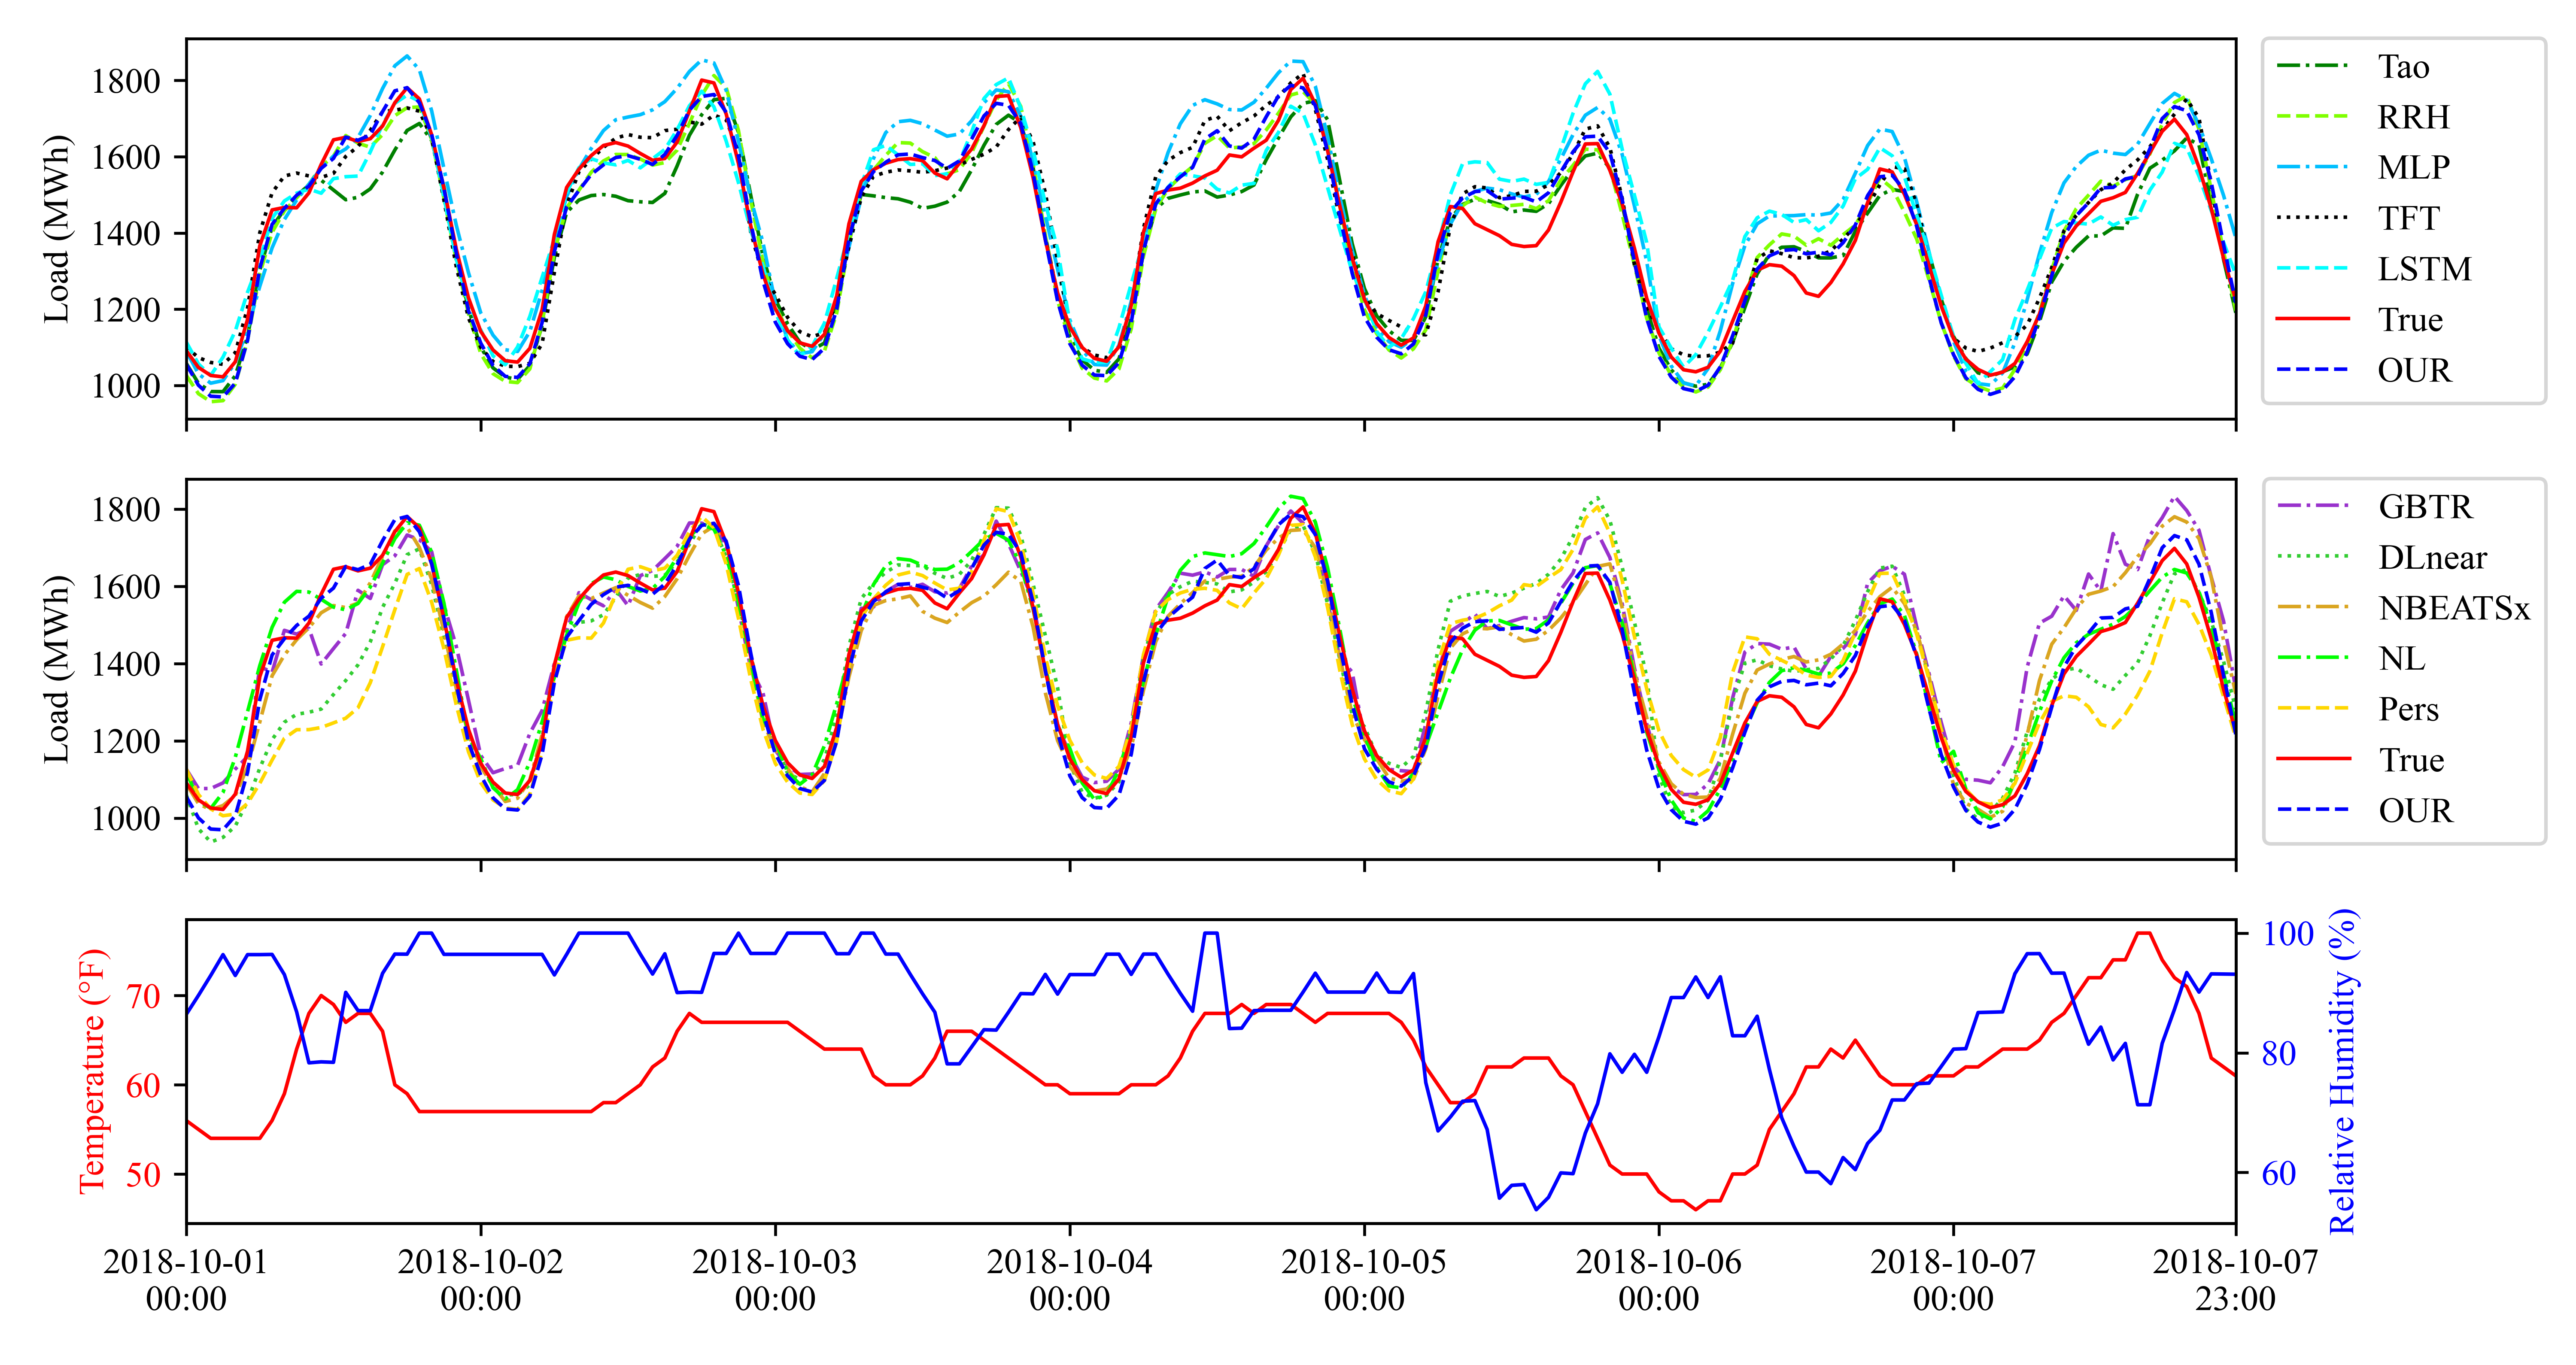 Load (MWh)
1800
1600
1400
1200
1000
Tao
RRH
MLP
TFT
LSTM
True
OUR
Load (MWh)
1800
1600
1400
1200
1000
GBTR
DLnear
NBEATSx
NL
Pers
True
OUR
Temperature (°F)
70
60
50
100
80
60
Relative Humidity (%)
2018-10-01 2018-10-02 2018-10-03 2018-10-04 2018-10-05 2018-10-06 2018-10-07 2018-10-07
00:00 00:00 00:00 00:00 00:00 00:00 00:00 23:00